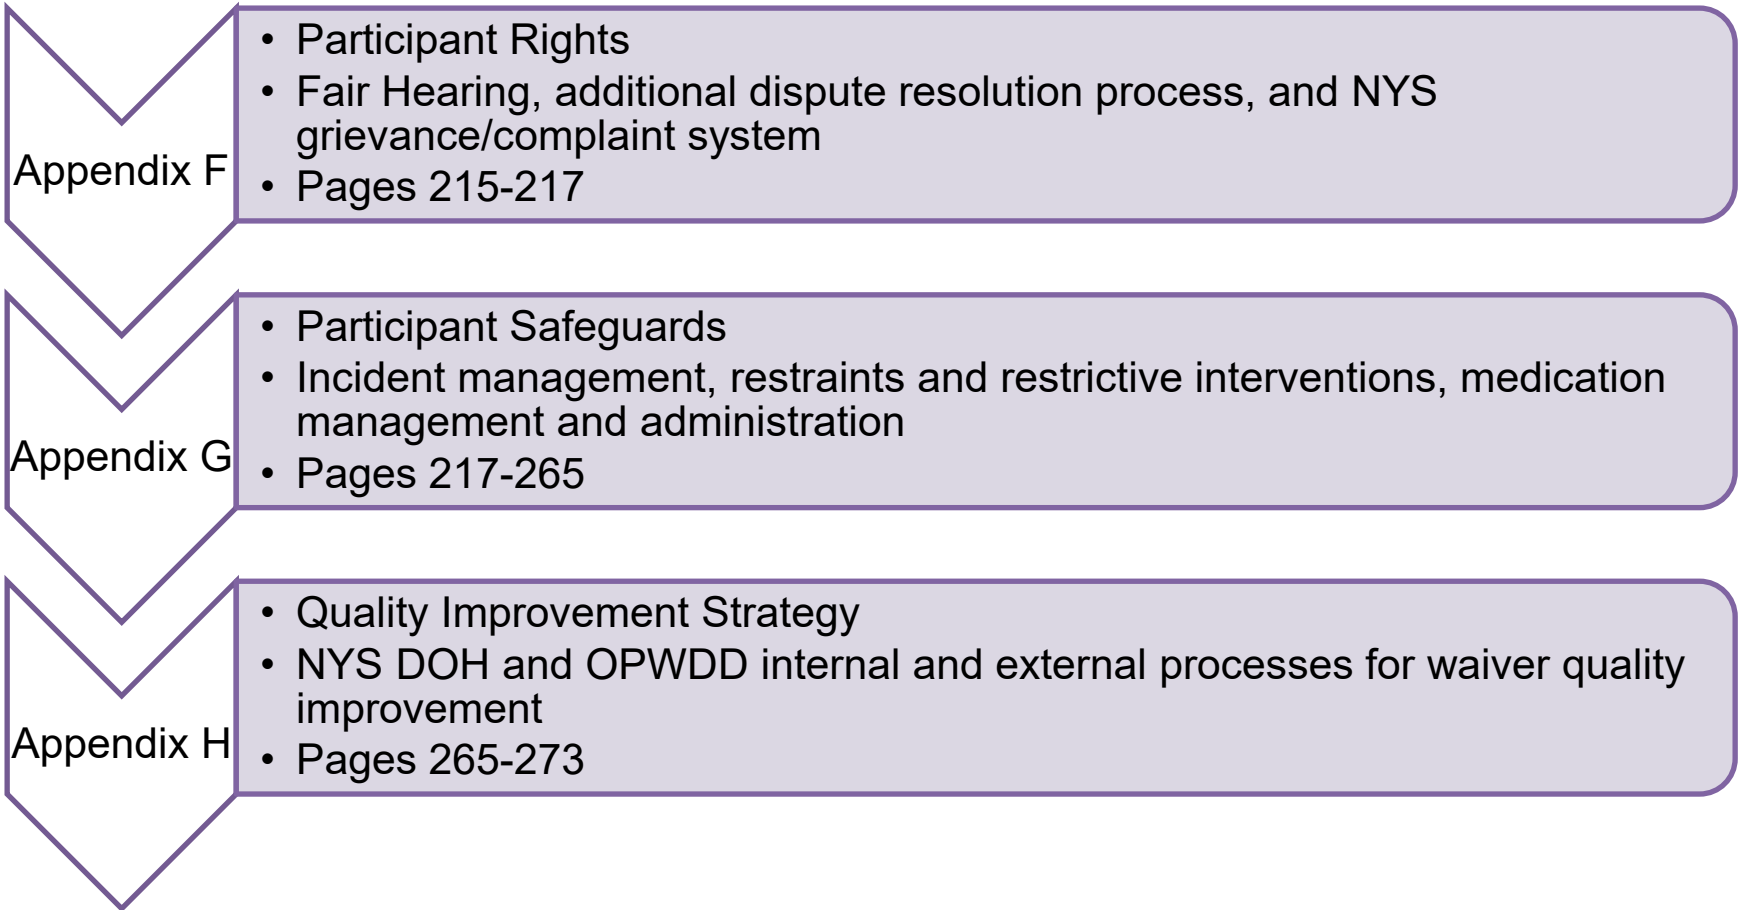 Appendix F
• Participant Rights
• Fair Hearing, additional dispute resolution process, and NYS
grievance/complaint system
• Pages 215-217
Appendix G
• Participant Safeguards
• Incident management, restraints and restrictive interventions, medication
management and administration
• Pages 217-265
Appendix H
• Quality Improvement Strategy
• NYS DOH and OPWDD internal and external processes for waiver quality
improvement
• Pages 265-273